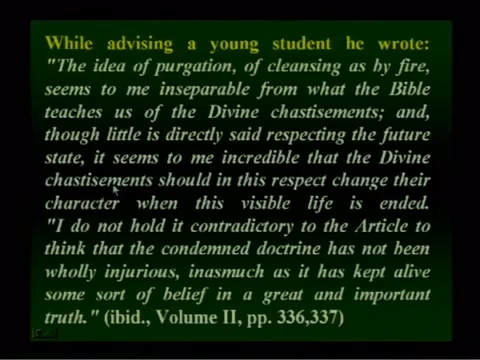 While advising a young student he wrote:
"The idea of purgation, of cleansing as by fire,
seems to me inseparable from what the Bible
teaches us of the Divine chastisements; and,
though little is directly said respecting the future
state, it seems to me incredible that the Divine
chastisements should in this respect change their
character when this visible life is ended.
"I do not hold it contradictory to the Article to
think that the condemned doctrine has not been
wholly injurious, inasmuch as it has kept alive
some sort of belief in a great and important
truth." (ibid., Volume II, pp. 336,337)